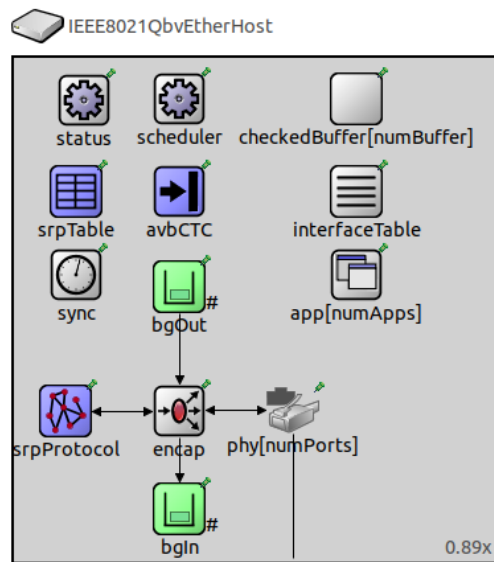 IEEE8021QbvEtherHost
status
scheduler
checkedBuffer[numBuffer]
srpTable
avbCTC
interfaceTable
sync
#
bgOut
app[numApps]
srpProtocol
encap
phy[numPorts]
#
bgIn
0.89x